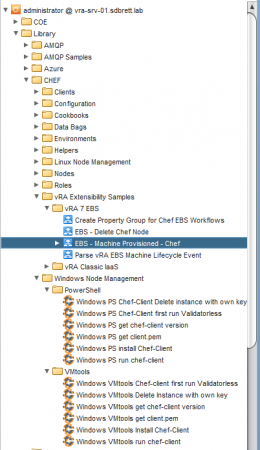 administrator @ vra-srv-01.sdbrett.lab
COE
Library
AMQP
AMQP Samples
Azure
CHEF
Clients
Configuration
Cookbooks
Data Bags
Environments
Helpers
Linux Node Management
Nodes
Roles
vRA Extensibility Samples
vRA 7 EBS
Create Property Group for Chef EBS Workflows
EBS - Delete Chef Node
EBS - Machine Provisioned - Chef
Parse vRA EBS Machine Lifecycle Event
vRA Classic IaaS
Windows Node Management
PowerShell
Windows PS Chef-Client Delete instance with own key
Windows PS Chef-Client first run Validatorless
Windows PS get chef-client version
Windows PS get client.pem
Windows PS install Chef-Client
Windows PS run chef-client
VMtools
Windows VMtools Chef-client first run Validatorless
Windows VMtools Delete Instance with own key
Windows VMtools get chef-client version
Windows VMtools get client.pem
Windows VMtools Install Chef-Client
Windows VMtools run chef-client